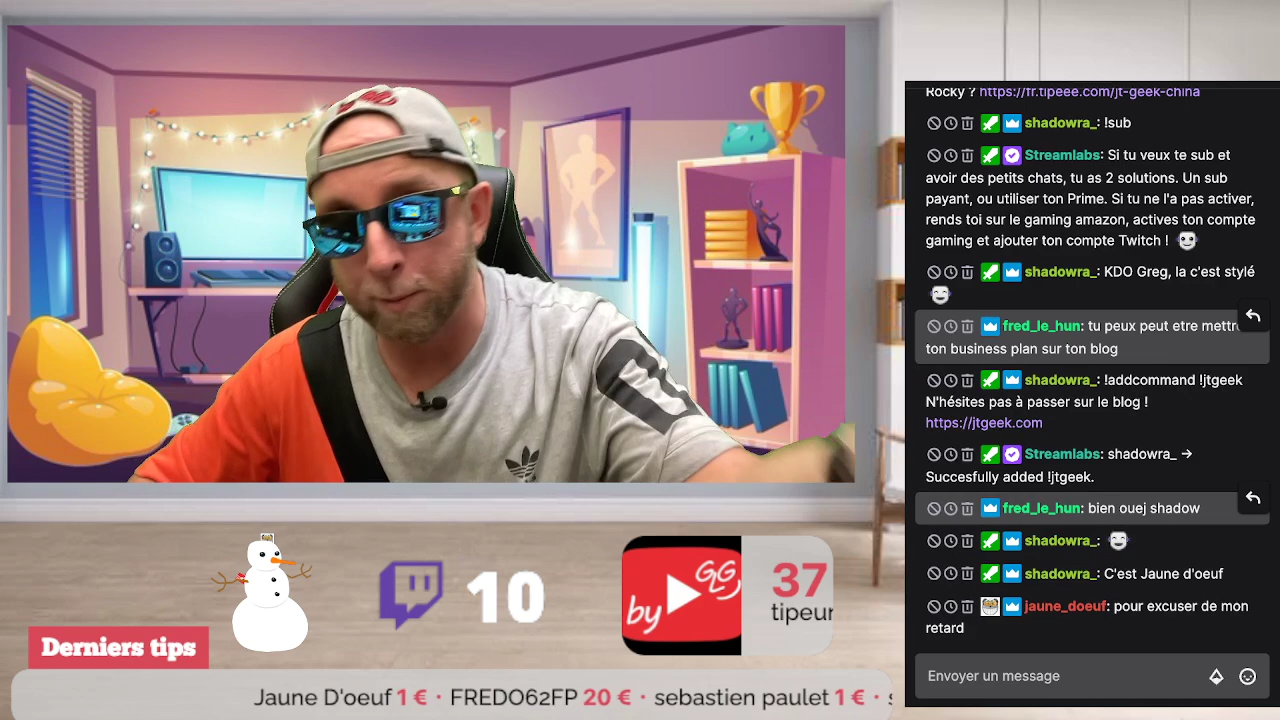 Rocky ? https://fr.tipeee.com/jt-geek-china
shadowra_: !sub
Streamlabs: Si tu veux te sub et
avoir des petits chats, tu as 2 solutions. Un sub
payant, ou utiliser ton Prime. Si tu ne l'a pas activer,
rends toi sur le gaming amazon, actives ton compte
gaming et ajouter ton compte Twitch !
shadowra_: KDO Greg, la c'est stylé
fred_le_hun: tu peux peut etre mettr
ton business plan sur ton blog
shadowra_: !addcommand !jtgeek
N'hésites pas à passer sur le blog !
https://jtgeek.com
Streamlabs: shadowra_ →
Succesfully added !jtgeek.
fred_le_hun: bien ouej shadow
shadowra_:
shadowra_: C'est Jaune d'oeuf
jaune_doeuf: pour excuser de mon
retard
Envoyer un message
10
by GG
37
tipeur
Derniers tips
Jaune D'oeuf 1 € · FREDO62FP 20 € · sebastien paulet 1 € ·